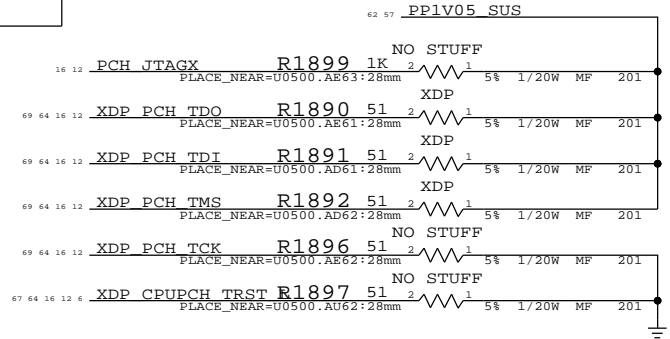 62 57 PP1V05_SUS
NO STUFF
16 12 PCH_JTAGX R1899 1K 2 1
PLACE_NEAR=U0500.AE63:28mm 5% 1/20W MF 201
XDP
69 64 16 12 XDP_PCH_TDO R1890 51 2 1
PLACE_NEAR=U0500.AE61:28mm 5% 1/20W MF 201
XDP
69 64 16 12 XDP_PCH_TDI R1891 51 2 1
PLACE_NEAR=U0500.AD61:28mm 5% 1/20W MF 201
XDP
69 64 16 12 XDP_PCH_TMS R1892 51 2 1
PLACE_NEAR=U0500.AD62:28mm 5% 1/20W MF 201
NO STUFF
69 64 16 12 XDP_PCH_TCK R1896 51 2 1
PLACE_NEAR=U0500.AE62:28mm 5% 1/20W MF 201
NO STUFF
67 64 16 12 6 XDP_CPUPCH_TRST R1897 51 2 1
PLACE_NEAR=U0500.AU62:28mm 5% 1/20W MF 201